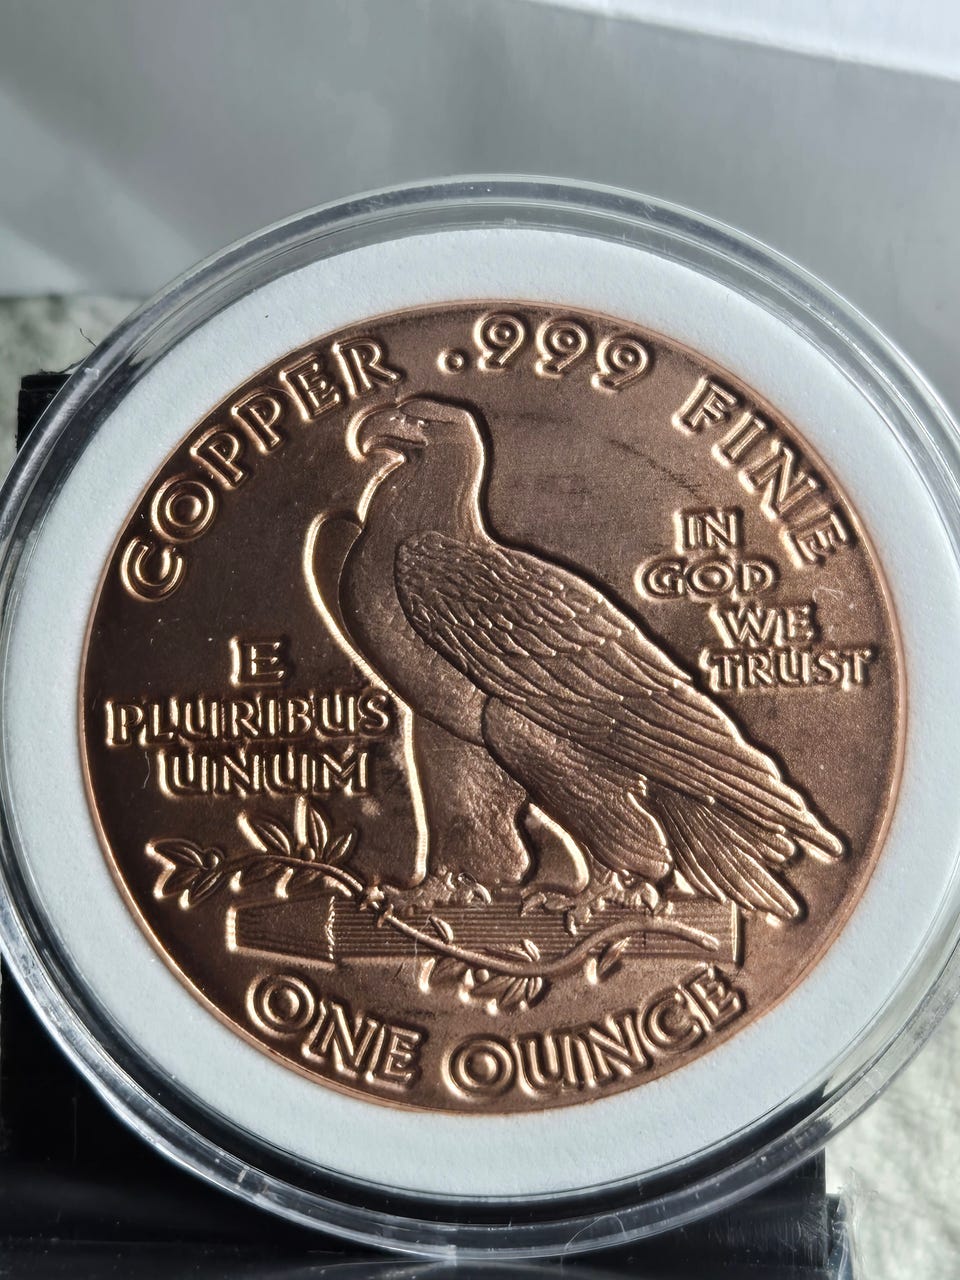 COPPER .999 FINE
IN
GOD
WE
TRUST
E
PLURIBUS
UNUM
ONE OUNCE